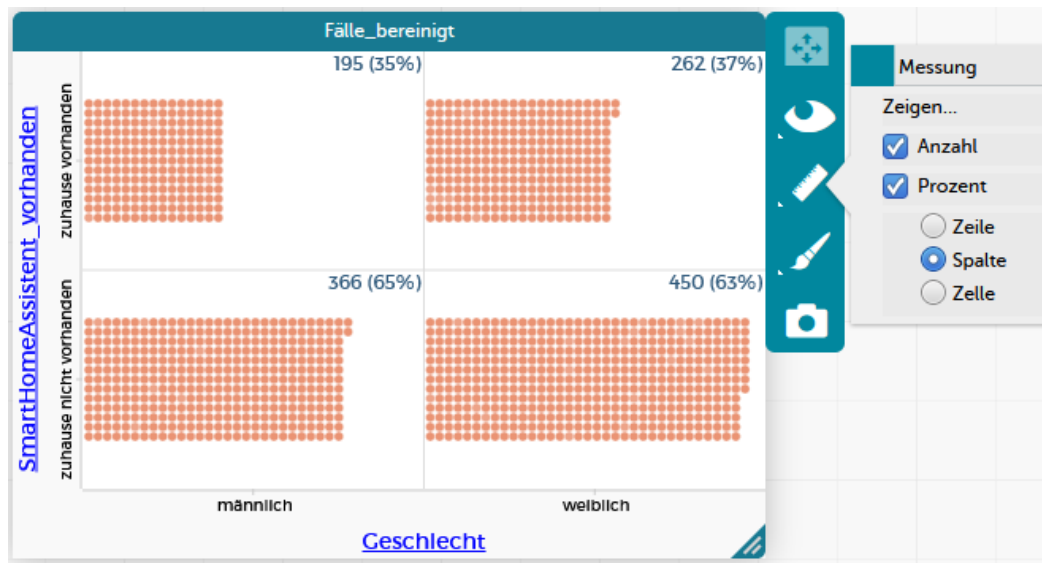 Fälle_bereinigt
195 (35%)
262 (37%)
zuhause vorhanden
366 (65%)
450 (63%)
zuhause nicht vorhanden
SmartHomeAssistent_vorhanden
männlich
weiblich
Geschlecht
Messung
Zeigen...
Anzahl
Prozent
Zeile
Spalte
Zelle